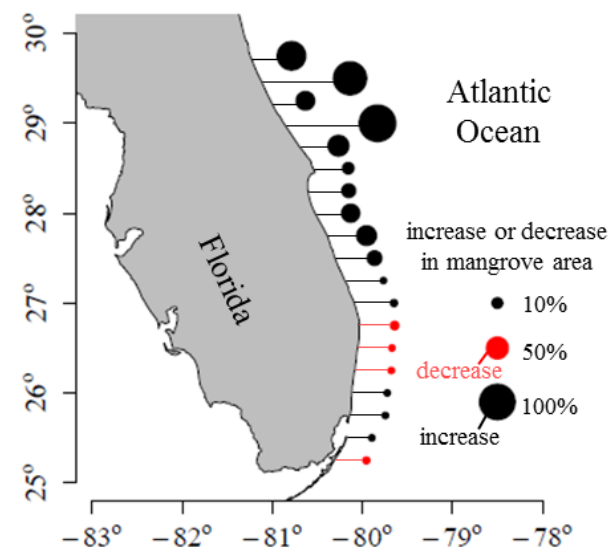 30°
29°
28°
27°
26°
25°
−83°
−82°
−81°
−80°
−79°
−78°
Florida
Atlantic
Ocean
increase or decrease
in mangrove area
10%
50%
decrease
100%
increase